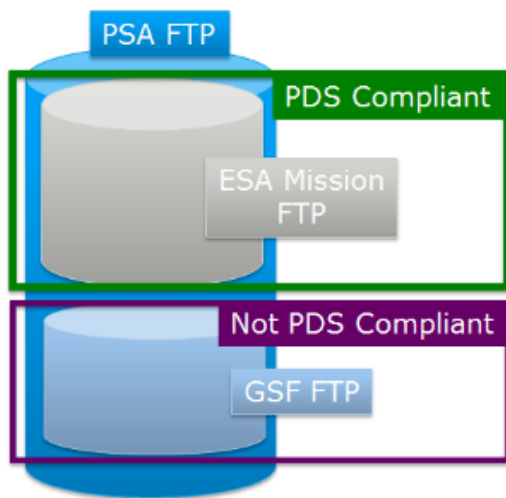 PSA FTP
PDS Compliant
ESA Mission
FTP
Not PDS Compliant
GSF FTP